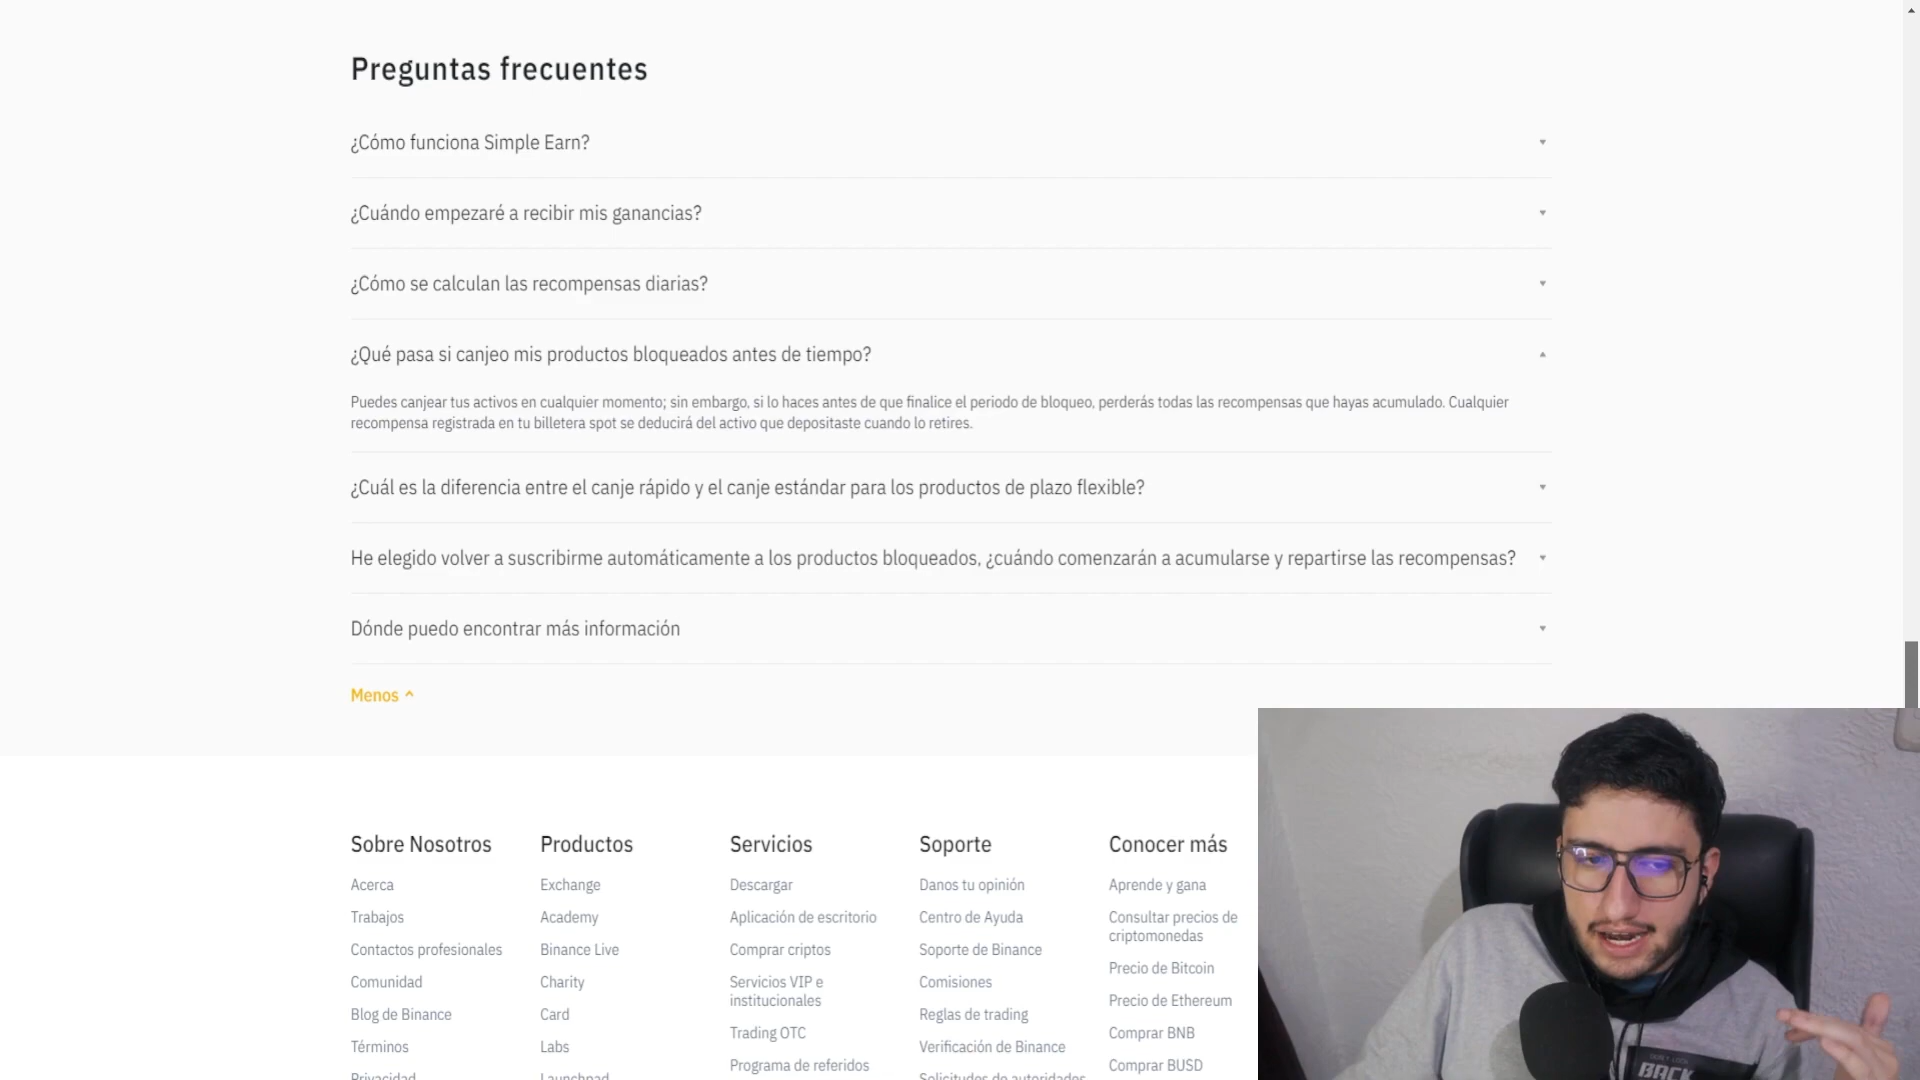 Preguntas frecuentes
¿Cómo funciona Simple Earn?
¿Cuándo empezaré a recibir mis ganancias?
¿Cómo se calculan las recompensas diarias?
¿Qué pasa si canjeo mis productos bloqueados antes de tiempo?
Puedes canjear tus activos en cualquier momento; sin embargo, si lo haces antes de que finalice el periodo de bloqueo, perderás todas las recompensas que hayas acumulado. Cualquier
recompensa registrada en tu billetera spot se deducirá del activo que depositaste cuando lo retires.
¿Cuál es la diferencia entre el canje rápido y el canje estándar para los productos de plazo flexible?
He elegido volver a suscribirme automáticamente a los productos bloqueados, ¿cuándo comenzarán a acumularse y repartirse las recompensas?
Dónde puedo encontrar más información
Menos
Sobre Nosotros
Acerca
Trabajos
Contactos profesionales
Comunidad
Blog de Binance
Términos
Privacidad
Productos
Exchange
Academy
Binance Live
Charity
Card
Labs
Launchpad
Servicios
Descargar
Aplicación de escritorio
Comprar criptos
Servicios VIP e
institucionales
Trading OTC
Programa de referidos
Soporte
Danos tu opinión
Centro de Ayuda
Soporte de Binance
Comisiones
Reglas de trading
Verificación de Binance
Solicitudes de autoridades
Conocer más
Aprende y gana
Consultar precios de
criptomonedas
Precio de Bitcoin
Precio de Ethereum
Comprar BNB
Comprar BUSD
DON'T LOOK
BACK